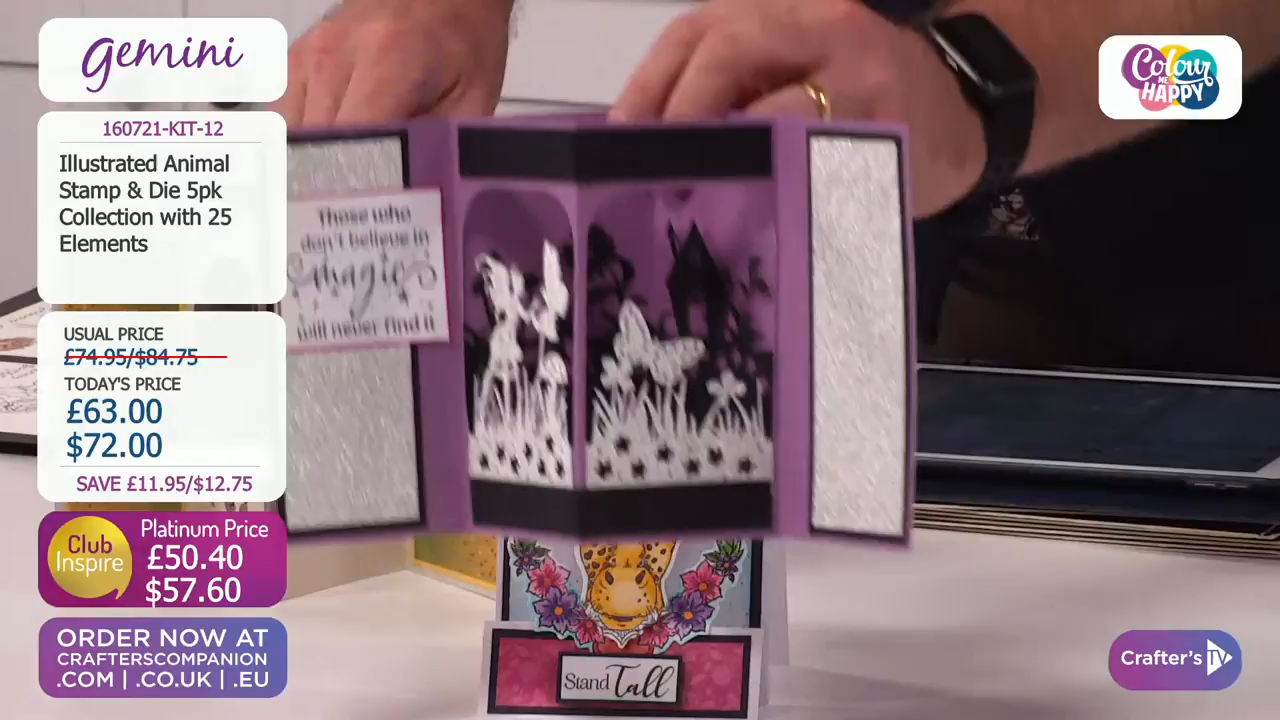 gemini
160721-KIT-12
Illustrated Animal
Stamp & Die 5pk
Collection with 25
Elements
USUAL PRICE
£74.95/$84.75
TODAY'S PRICE
£63.00
$72.00
SAVE £11.95/$12.75
Club
Inspire
Platinum Price
£50.40
$57.60
ORDER NOW AT
CRAFTERSCOMPANION
.COM | .CO.UK | .EU
Those who
don't believe in
magic
will never find it
Stand Tall
Colour
ME
HAPPY
Crafter's TV